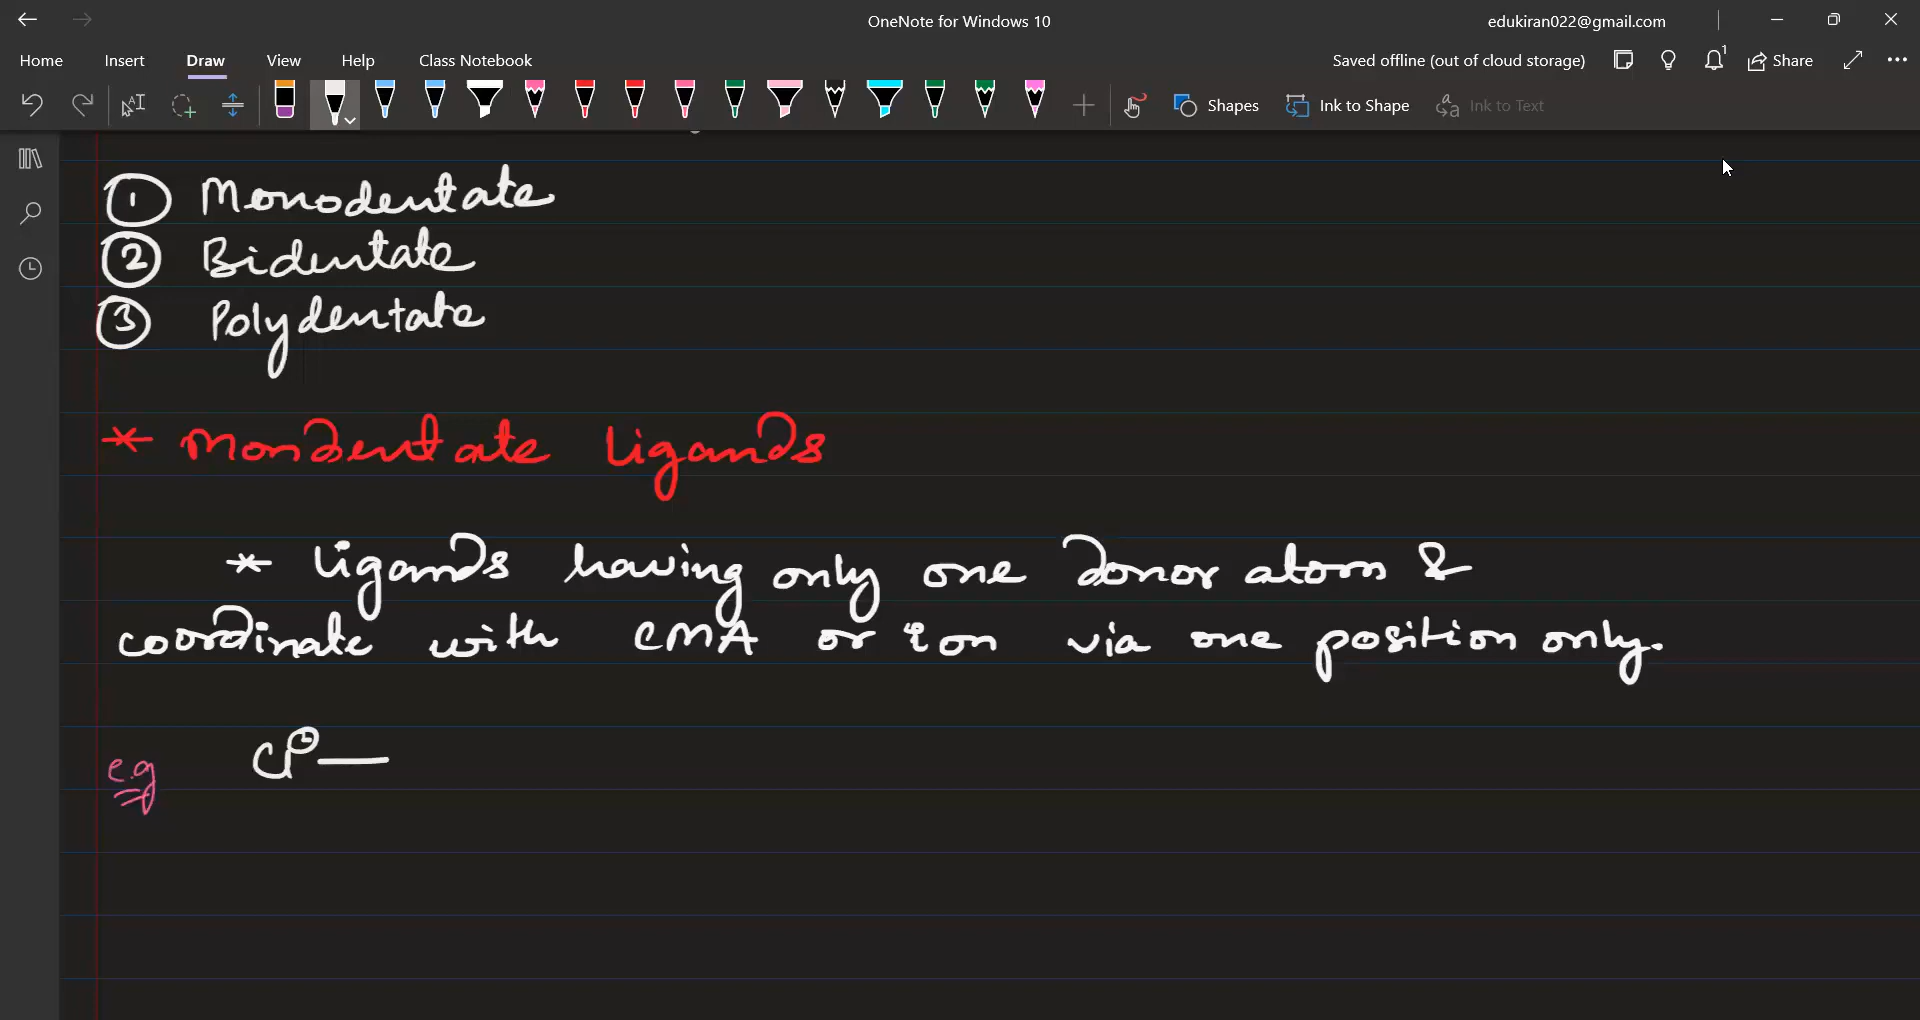 OneNote for Windows 10
edukiran022@gmail.com
Home Insert Draw View Help Class Notebook
Saved offline (out of cloud storage) 1 Share
Shapes Ink to Shape Ink to Text
① Monodentate
② Bidentate
③ Polydentate
* Mondentate Ligands
* Ligands having only one donor atom &
coordinate with CMA or ion via one position only.
e.g Cl⊖—